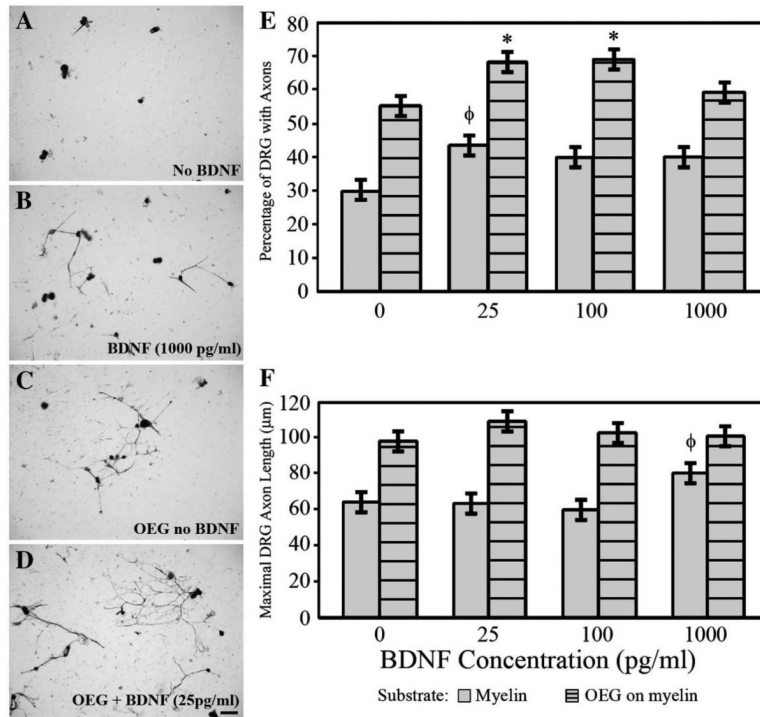 A
No BDNF
B
BDNF (1000 pg/ml)
C
OEG no BDNF
D
OEG + BDNF (25pg/ml)
E
Percentage of DRG with Axons
80
70
60
50
40
30
20
10
0
ϕ
*
*
0 25 100 1000
F
Maximal DRG Axon Length (µm)
120
100
80
60
40
20
0
ϕ
0 25 100 1000
BDNF Concentration (pg/ml)
Substrate: Myelin OEG on myelin